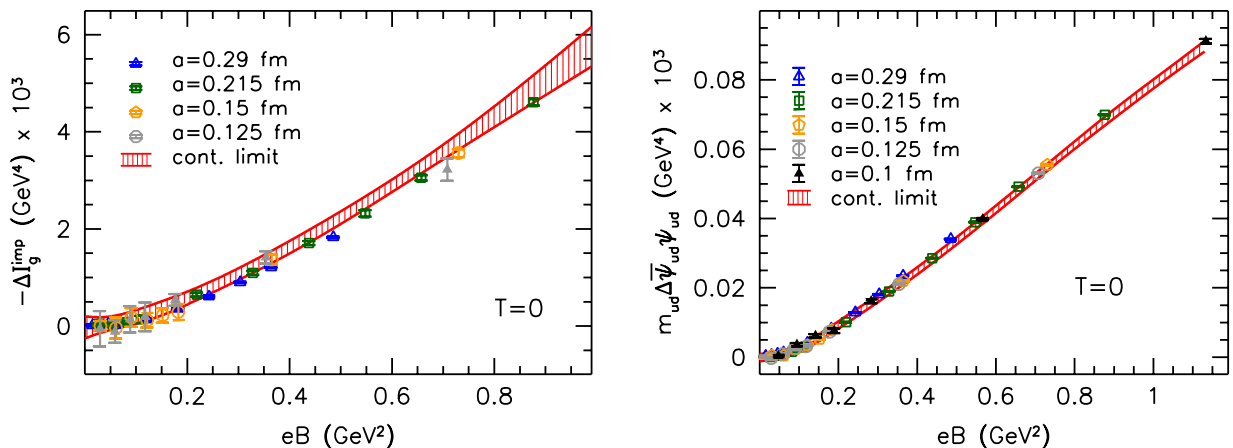 6
4
2
0
0.2
0.4
0.6
0.8
−ΔI_g^imp (GeV⁴) × 10³
a=0.29 fm
a=0.215 fm
a=0.15 fm
a=0.125 fm
cont. limit
T=0
eB (GeV²)
0.08
0.06
0.04
0.02
0
0.2
0.4
0.6
0.8
1
m_ud Δψ̄_ud ψ_ud (GeV⁴) × 10³
a=0.29 fm
a=0.215 fm
a=0.15 fm
a=0.125 fm
a=0.1 fm
cont. limit
T=0
eB (GeV²)